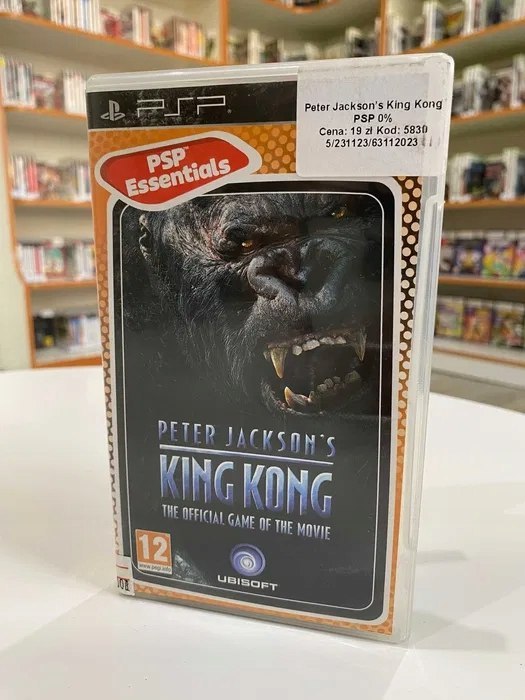 PSP
Peter Jackson's King Kong
PSP 0%
Cena: 19 zł Kod: 5830
5/231123/63112023
PSP™
Essentials
PETER JACKSON'S
KING KONG
THE OFFICIAL GAME OF THE MOVIE
12
www.pegi.info
UBISOFT